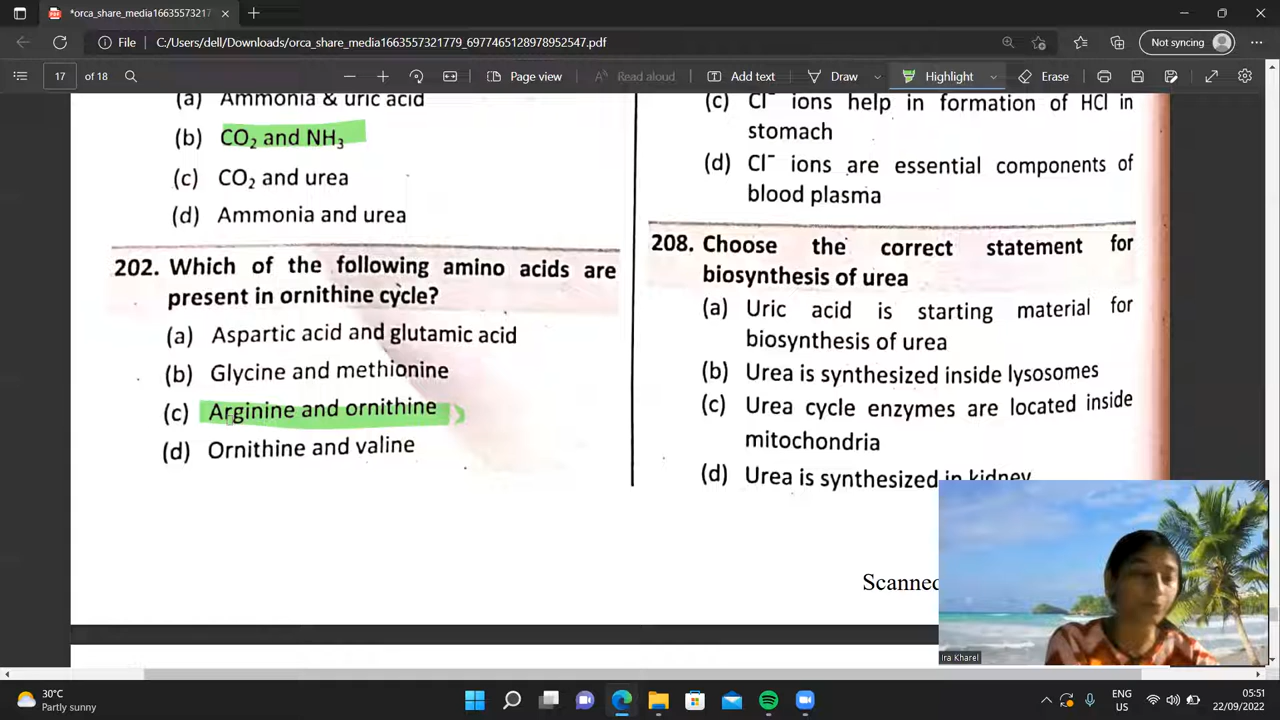 *orca_share_media16635573217
File
C:/Users/dell/Downloads/orca_share_media1663557321779_6977465128978952547.pdf
Not syncing
17 of 18
Page view
Read aloud
Add text
Draw
Highlight
Erase
(a) Ammonia & uric acid
(b) CO₂ and NH₃
(c) CO₂ and urea
(d) Ammonia and urea
202. Which of the following amino acids are
present in ornithine cycle?
(a) Aspartic acid and glutamic acid
(b) Glycine and methionine
(c) Arginine and ornithine
(d) Ornithine and valine
(c) Cl⁻ ions help in formation of HCl in
stomach
(d) Cl⁻ ions are essential components of
blood plasma
208. Choose the correct statement for
biosynthesis of urea
(a) Uric acid is starting material for
biosynthesis of urea
(b) Urea is synthesized inside lysosomes
(c) Urea cycle enzymes are located inside
mitochondria
(d) Urea is synthesized in kidney
Scanned
Ira Kharel
30°C
Partly sunny
ENG
US
05:51
22/09/2022